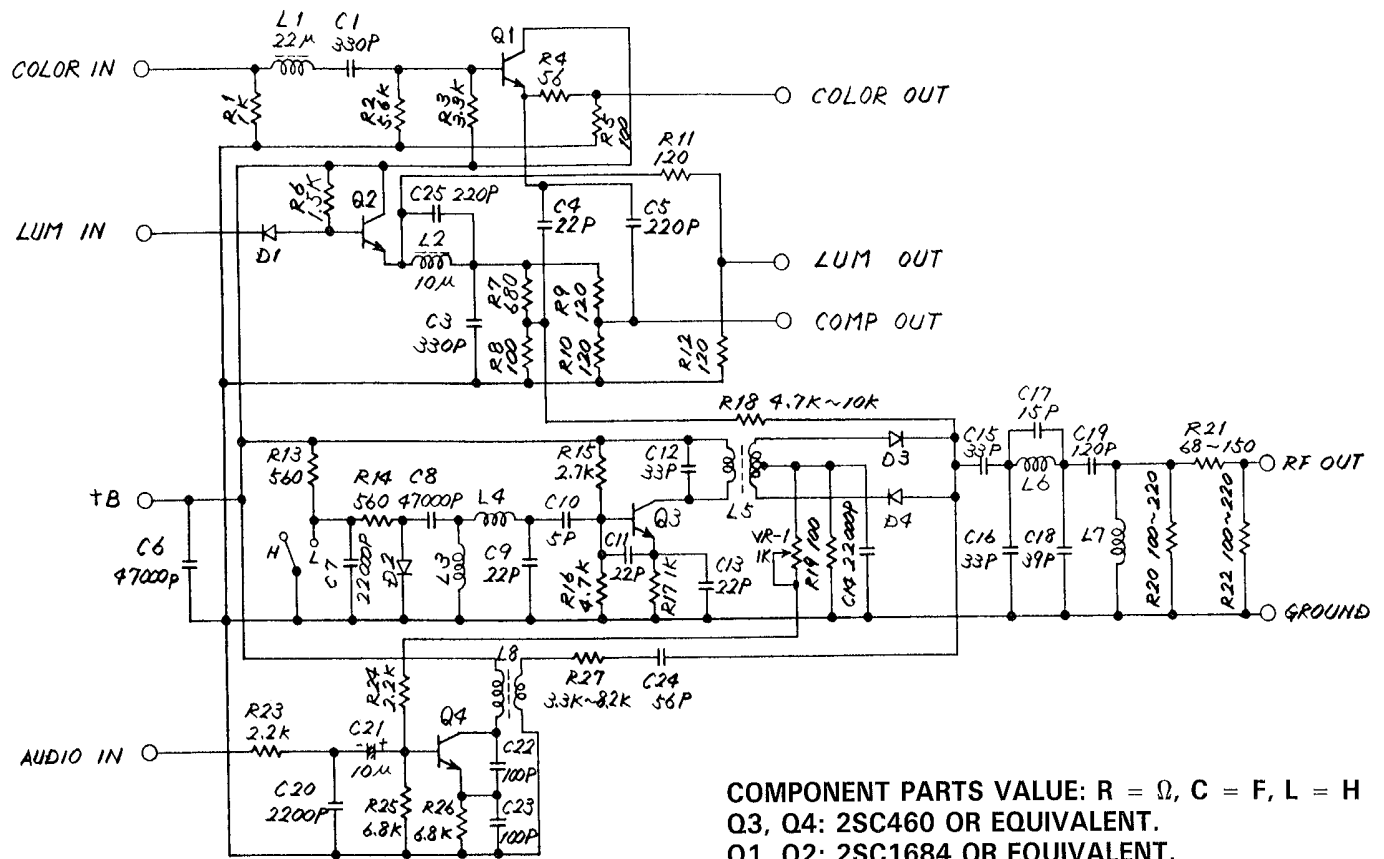 L1
22μ
C1
330P
Q1
R4
56
COLOR IN
COLOR OUT
R1
1K
R2
5.6K
R3
3.9K
R5
100
R11
120
R6
1.5K
Q2
C25 220P
C4
22P
C5
220P
LUM IN
D1
L2
10μ
LUM OUT
R7
680
R9
120
C3
330P
COMP OUT
R8
100
R10
120
R12
120
R18 4.7K~10K
C17
15P
R13
560
R15
2.7K
C12
33P
D3
C15
33P
C19
120P
R21
68~150
RF OUT
R14
560
C8
47000P
L4
C10
5P
L6
+B
Q3
L5
D4
C6
47000P
H
L
C7
22000P
D2
L3
C9
22P
C11
22P
R16
4.7K
R17 1K
C13
22P
VR-1
1K
R19 100
C14 22000P
C16
33P
C18
39P
L7
R20 100~220
R22 100~220
GROUND
L8
R24
2.2K
R27
3.3K~8.2K
C24
56P
R23
2.2K
C21
- +
10μ
Q4
AUDIO IN
C22
100P
C20
2200P
R25
6.8K
R26
6.8K
C23
100P
COMPONENT PARTS VALUE: R = Ω, C = F, L = H
Q3, Q4: 2SC460 OR EQUIVALENT.
Q1, Q2: 2SC1684 OR EQUIVALENT.